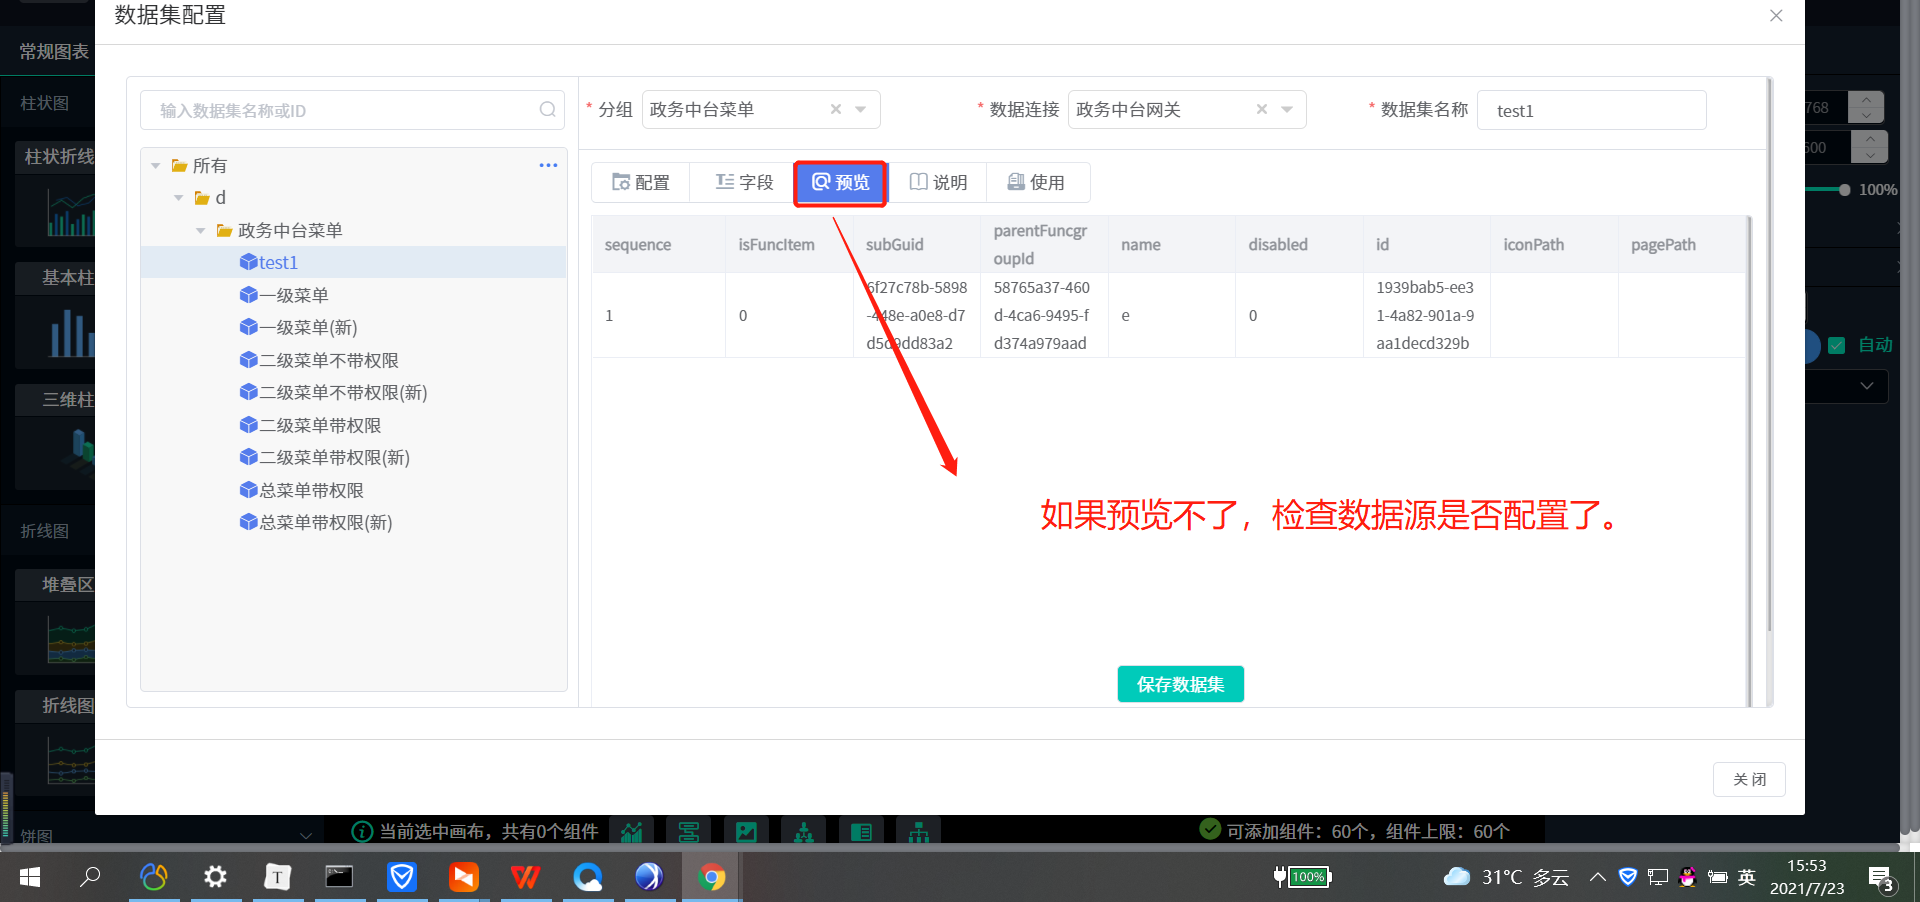 数据集配置
常规图表
柱状图
柱状折线
基本柱
三维柱
折线图
堆叠区
折线图
饼图
输入数据集名称或ID
所有
d
政务中台菜单
test1
一级菜单
一级菜单(新)
二级菜单不带权限
二级菜单不带权限(新)
二级菜单带权限
二级菜单带权限(新)
总菜单带权限
总菜单带权限(新)
* 分组 政务中台菜单
* 数据连接 政务中台网关
* 数据集名称 test1
配置 字段 预览 说明 使用
sequence isFuncItem subGuid parentFuncgr name disabled id iconPath pagePath
oupId
6f27c78b-5898 58765a37-460 1939bab5-ee3
1 0 -448e-a0e8-d7 d-4ca6-9495-f e 0 1-4a82-901a-9
d5d9dd83a2 d374a979aad aa1decd329b
如果预览不了，检查数据源是否配置了。
保存数据集
关 闭
768
600
100%
自动
当前选中画布，共有0个组件
可添加组件：60个，组件上限：60个
100%
31°C 多云
英
15:53
2021/7/23
3